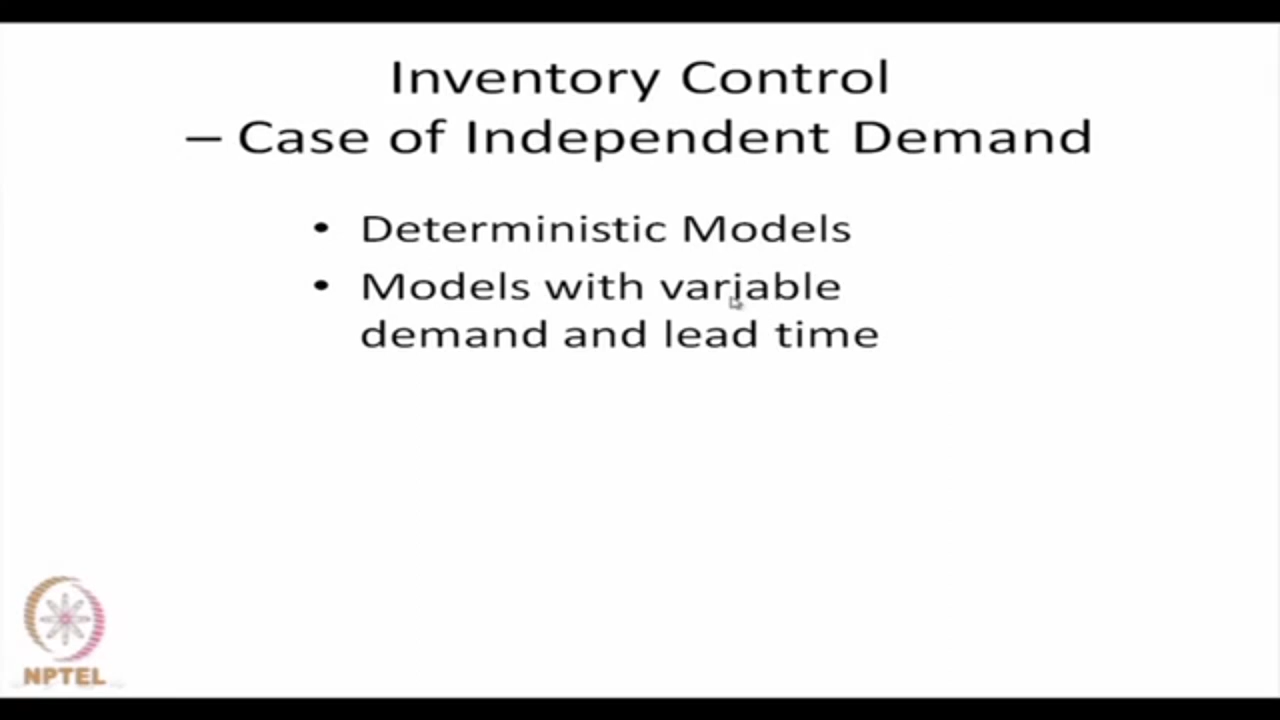 Inventory Control
– Case of Independent Demand
• Deterministic Models
• Models with variable
demand and lead time
NPTEL